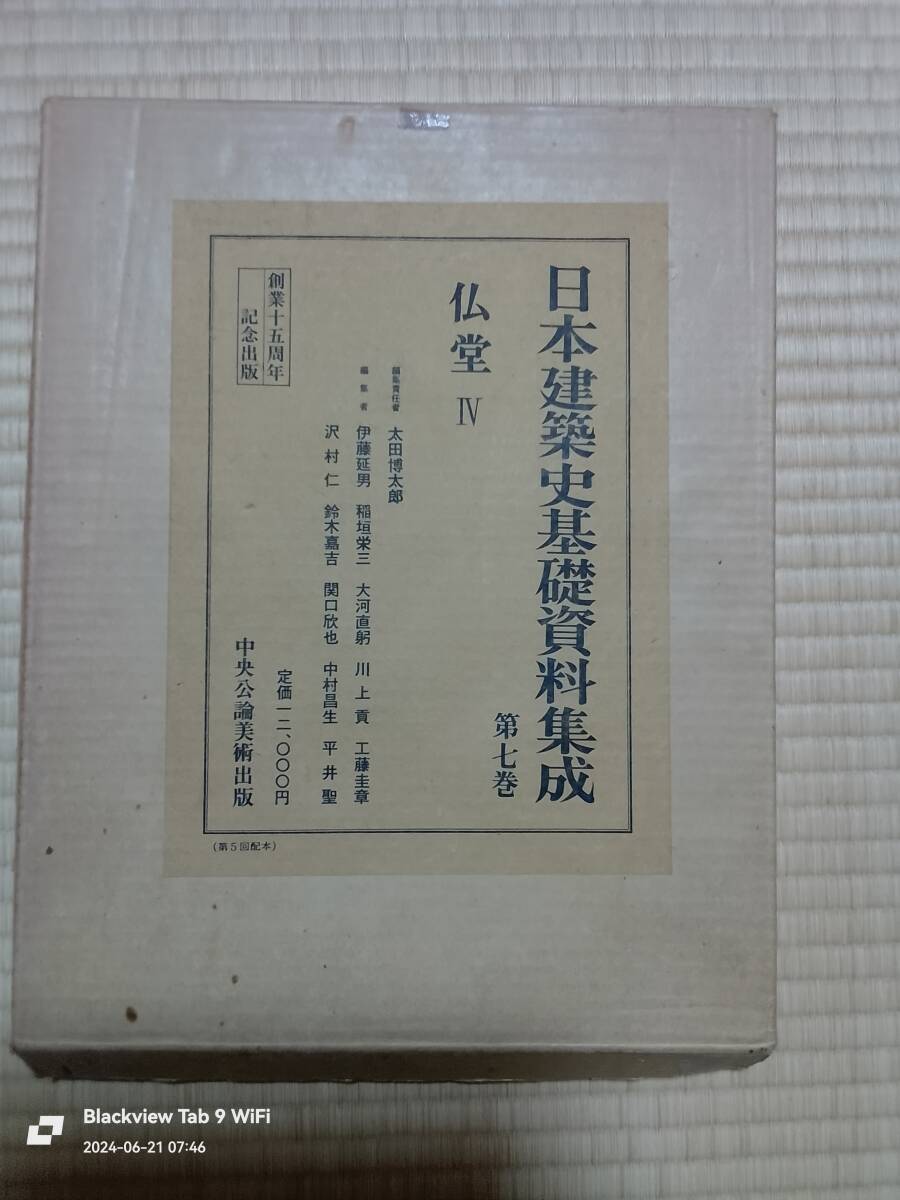 日本建築史基礎資料集成
第七巻
仏堂 Ⅳ
編集責任者 太田博太郎
編集者 伊藤延男 稲垣栄三 大河直躬 川上貢 工藤圭章
沢村仁 鈴木嘉吉 関口欣也 中村昌生 平井聖
定価一二、〇〇〇円
創業十五周年
記念出版
中央公論美術出版
(第5回配本)
Blackview Tab 9 WiFi
2024-06-21 07:46